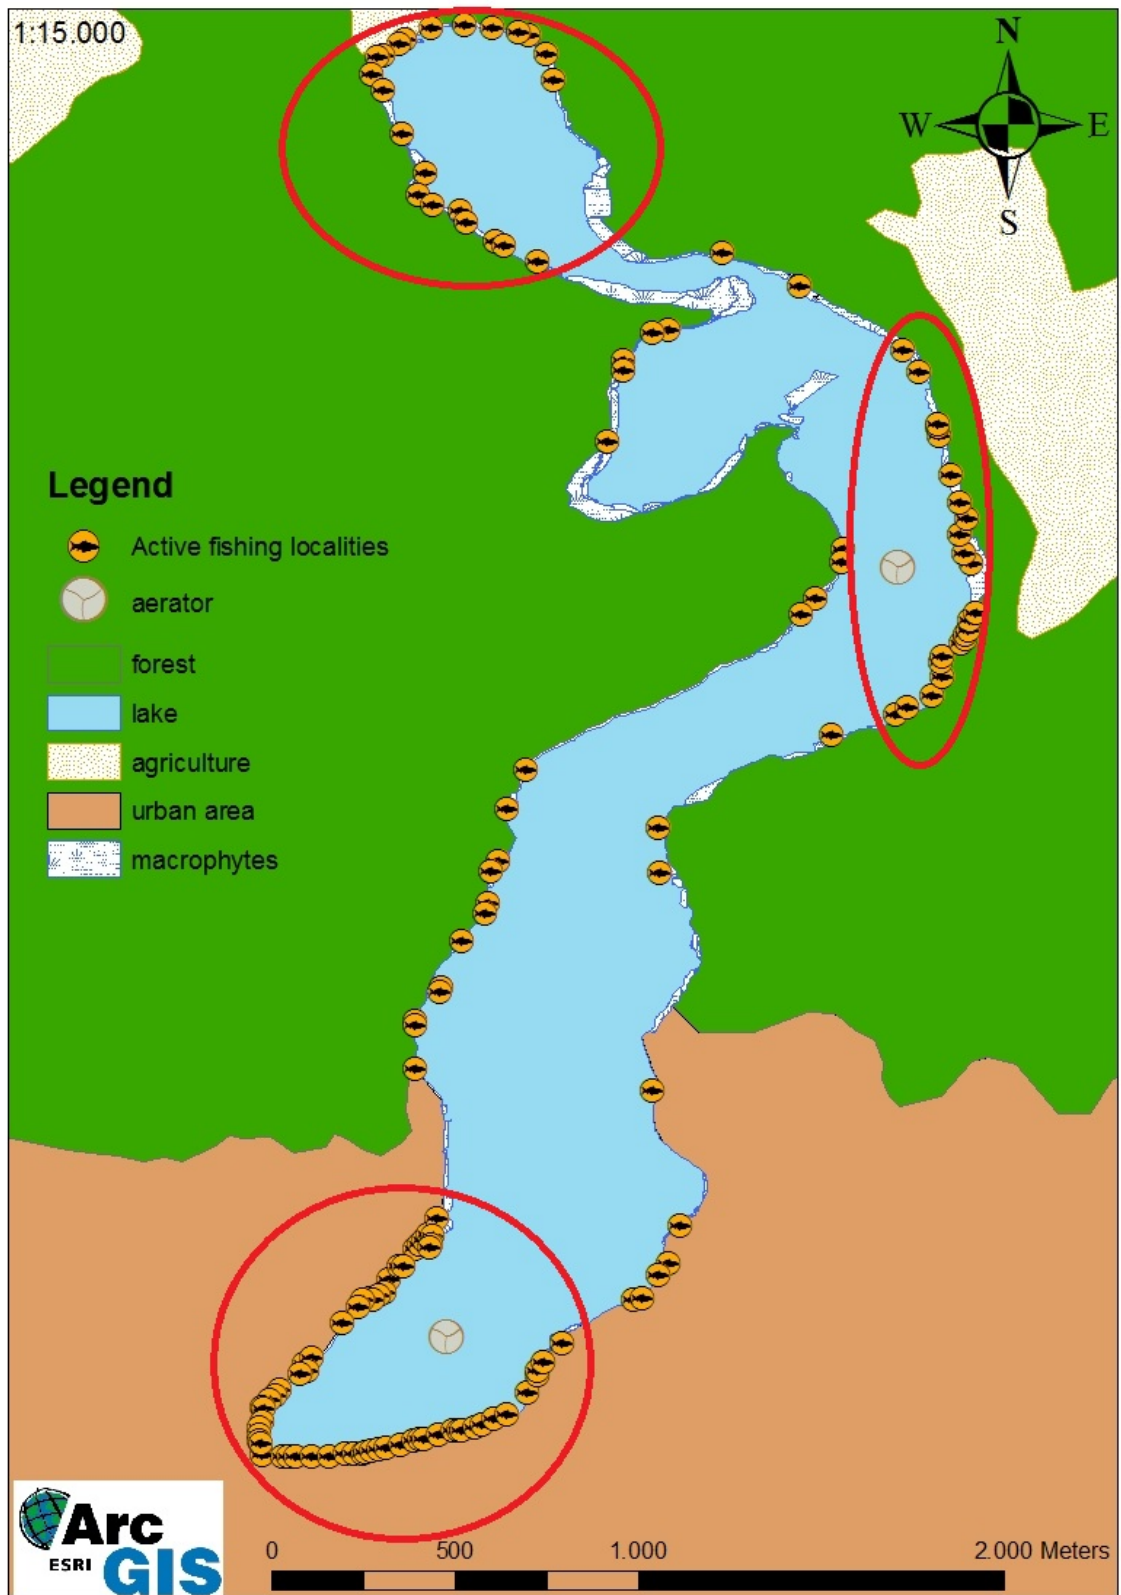 1:15.000
N
W E
S
Legend
Active fishing localities
aerator
forest
lake
agriculture
urban area
macrophytes
Arc
ESRI GIS
0 500 1.000 2.000 Meters